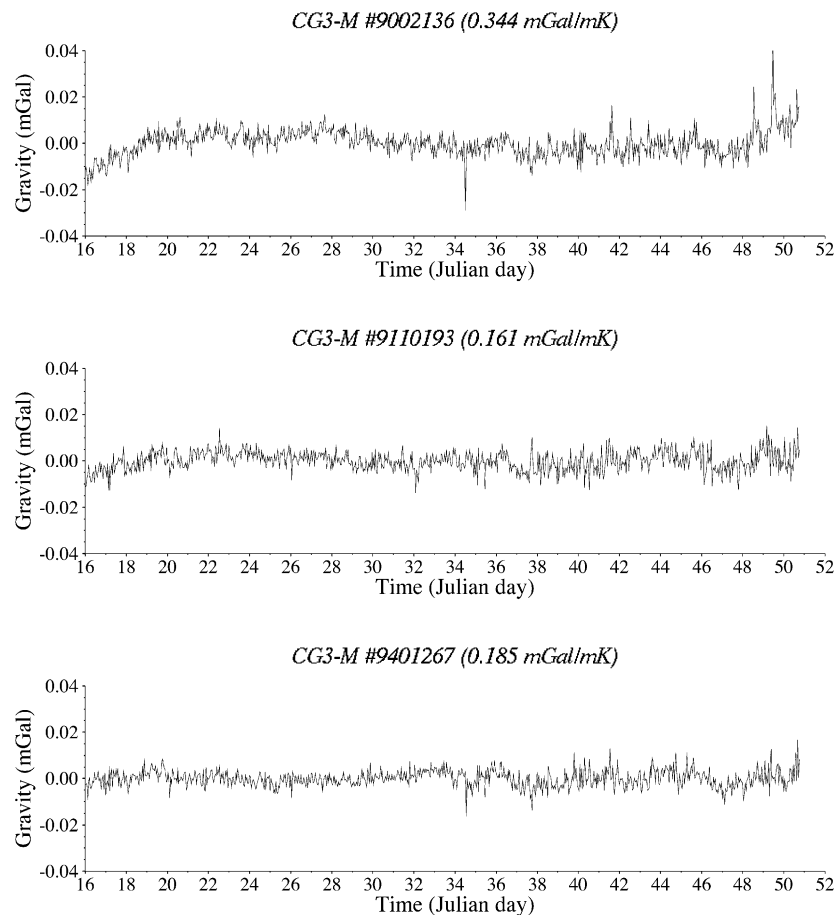 CG3-M #9002136 (0.344 mGal/mK)
0.04
0.02
0.00
-0.02
-0.04
Gravity (mGal)
16 18 20 22 24 26 28 30 32 34 36 38 40 42 44 46 48 50 52
Time (Julian day)
CG3-M #9110193 (0.161 mGal/mK)
0.04
0.02
0.00
-0.02
-0.04
Gravity (mGal)
16 18 20 22 24 26 28 30 32 34 36 38 40 42 44 46 48 50 52
Time (Julian day)
CG3-M #9401267 (0.185 mGal/mK)
0.04
0.02
0.00
-0.02
-0.04
Gravity (mGal)
16 18 20 22 24 26 28 30 32 34 36 38 40 42 44 46 48 50 52
Time (Julian day)